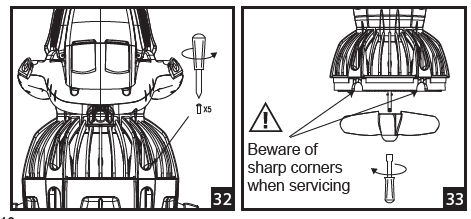 X5
32
Beware of
sharp corners
when servicing
33